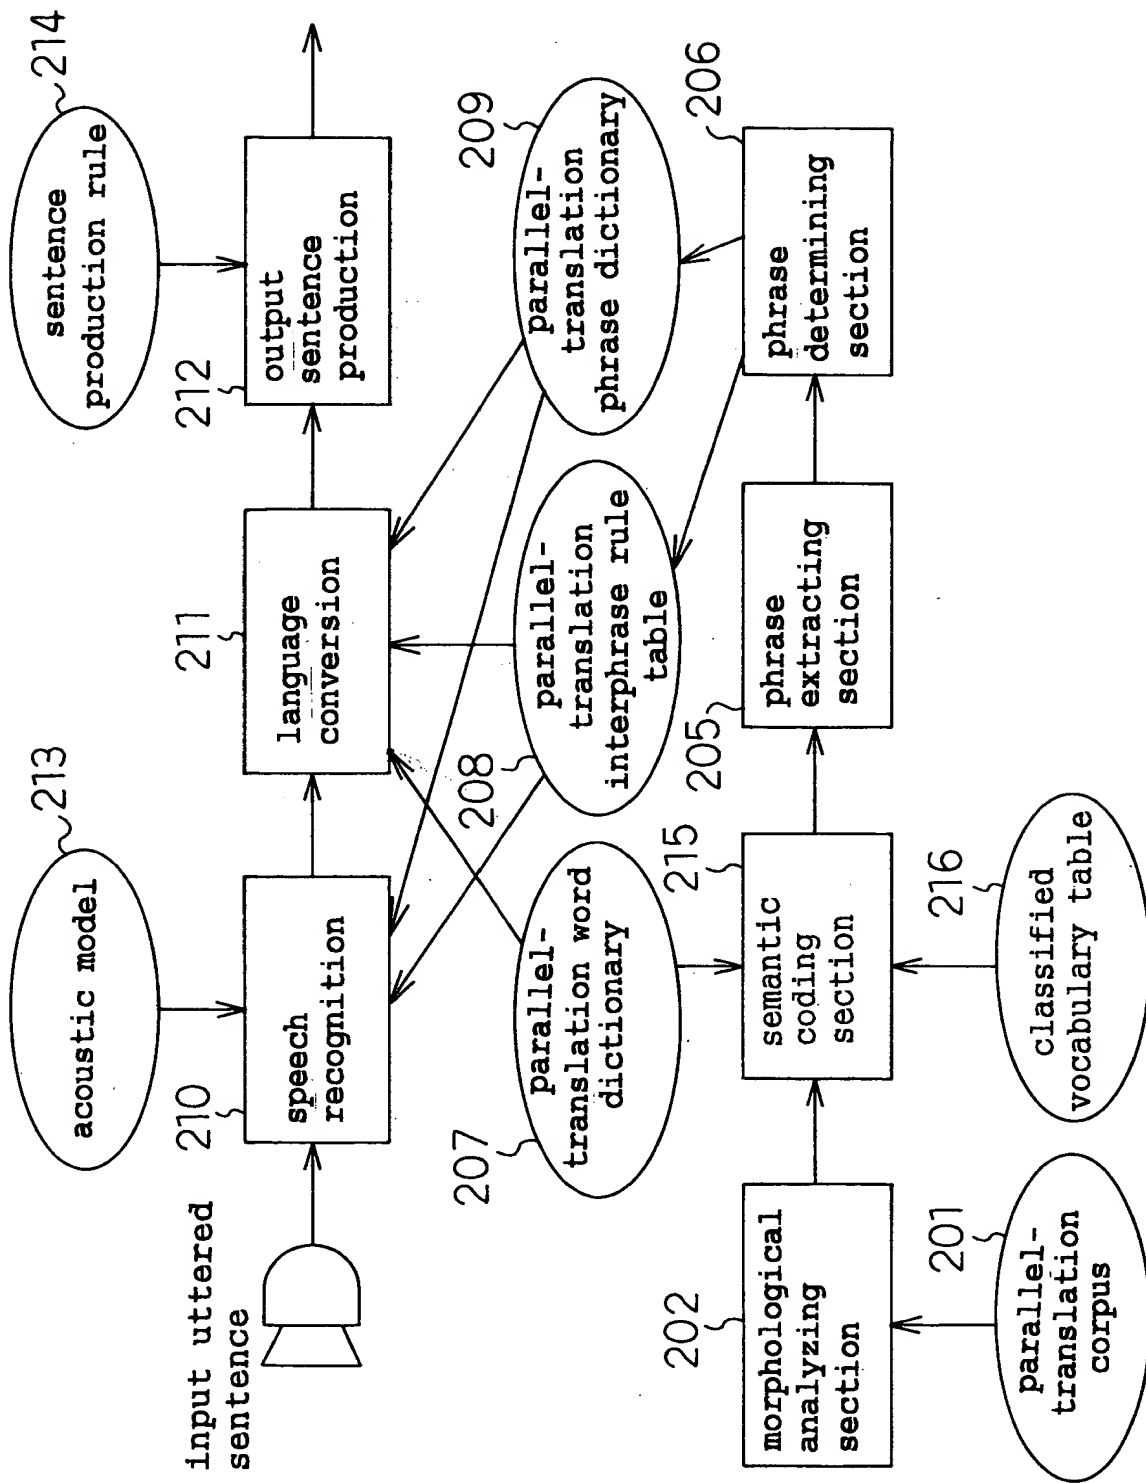 213
acoustic model
214
sentence
production rule
input uttered
sentence
210
speech
recognition
211
language
conversion
212
output
sentence
production
207
parallel-
translation word
dictionary
208
parallel-
translation
interphrase rule
table
209
parallel-
translation
phrase dictionary
202
morphological
analyzing
section
215
semantic
coding
section
205
phrase
extracting
section
206
phrase
determining
section
201
parallel-
translation
corpus
216
classified
vocabulary table